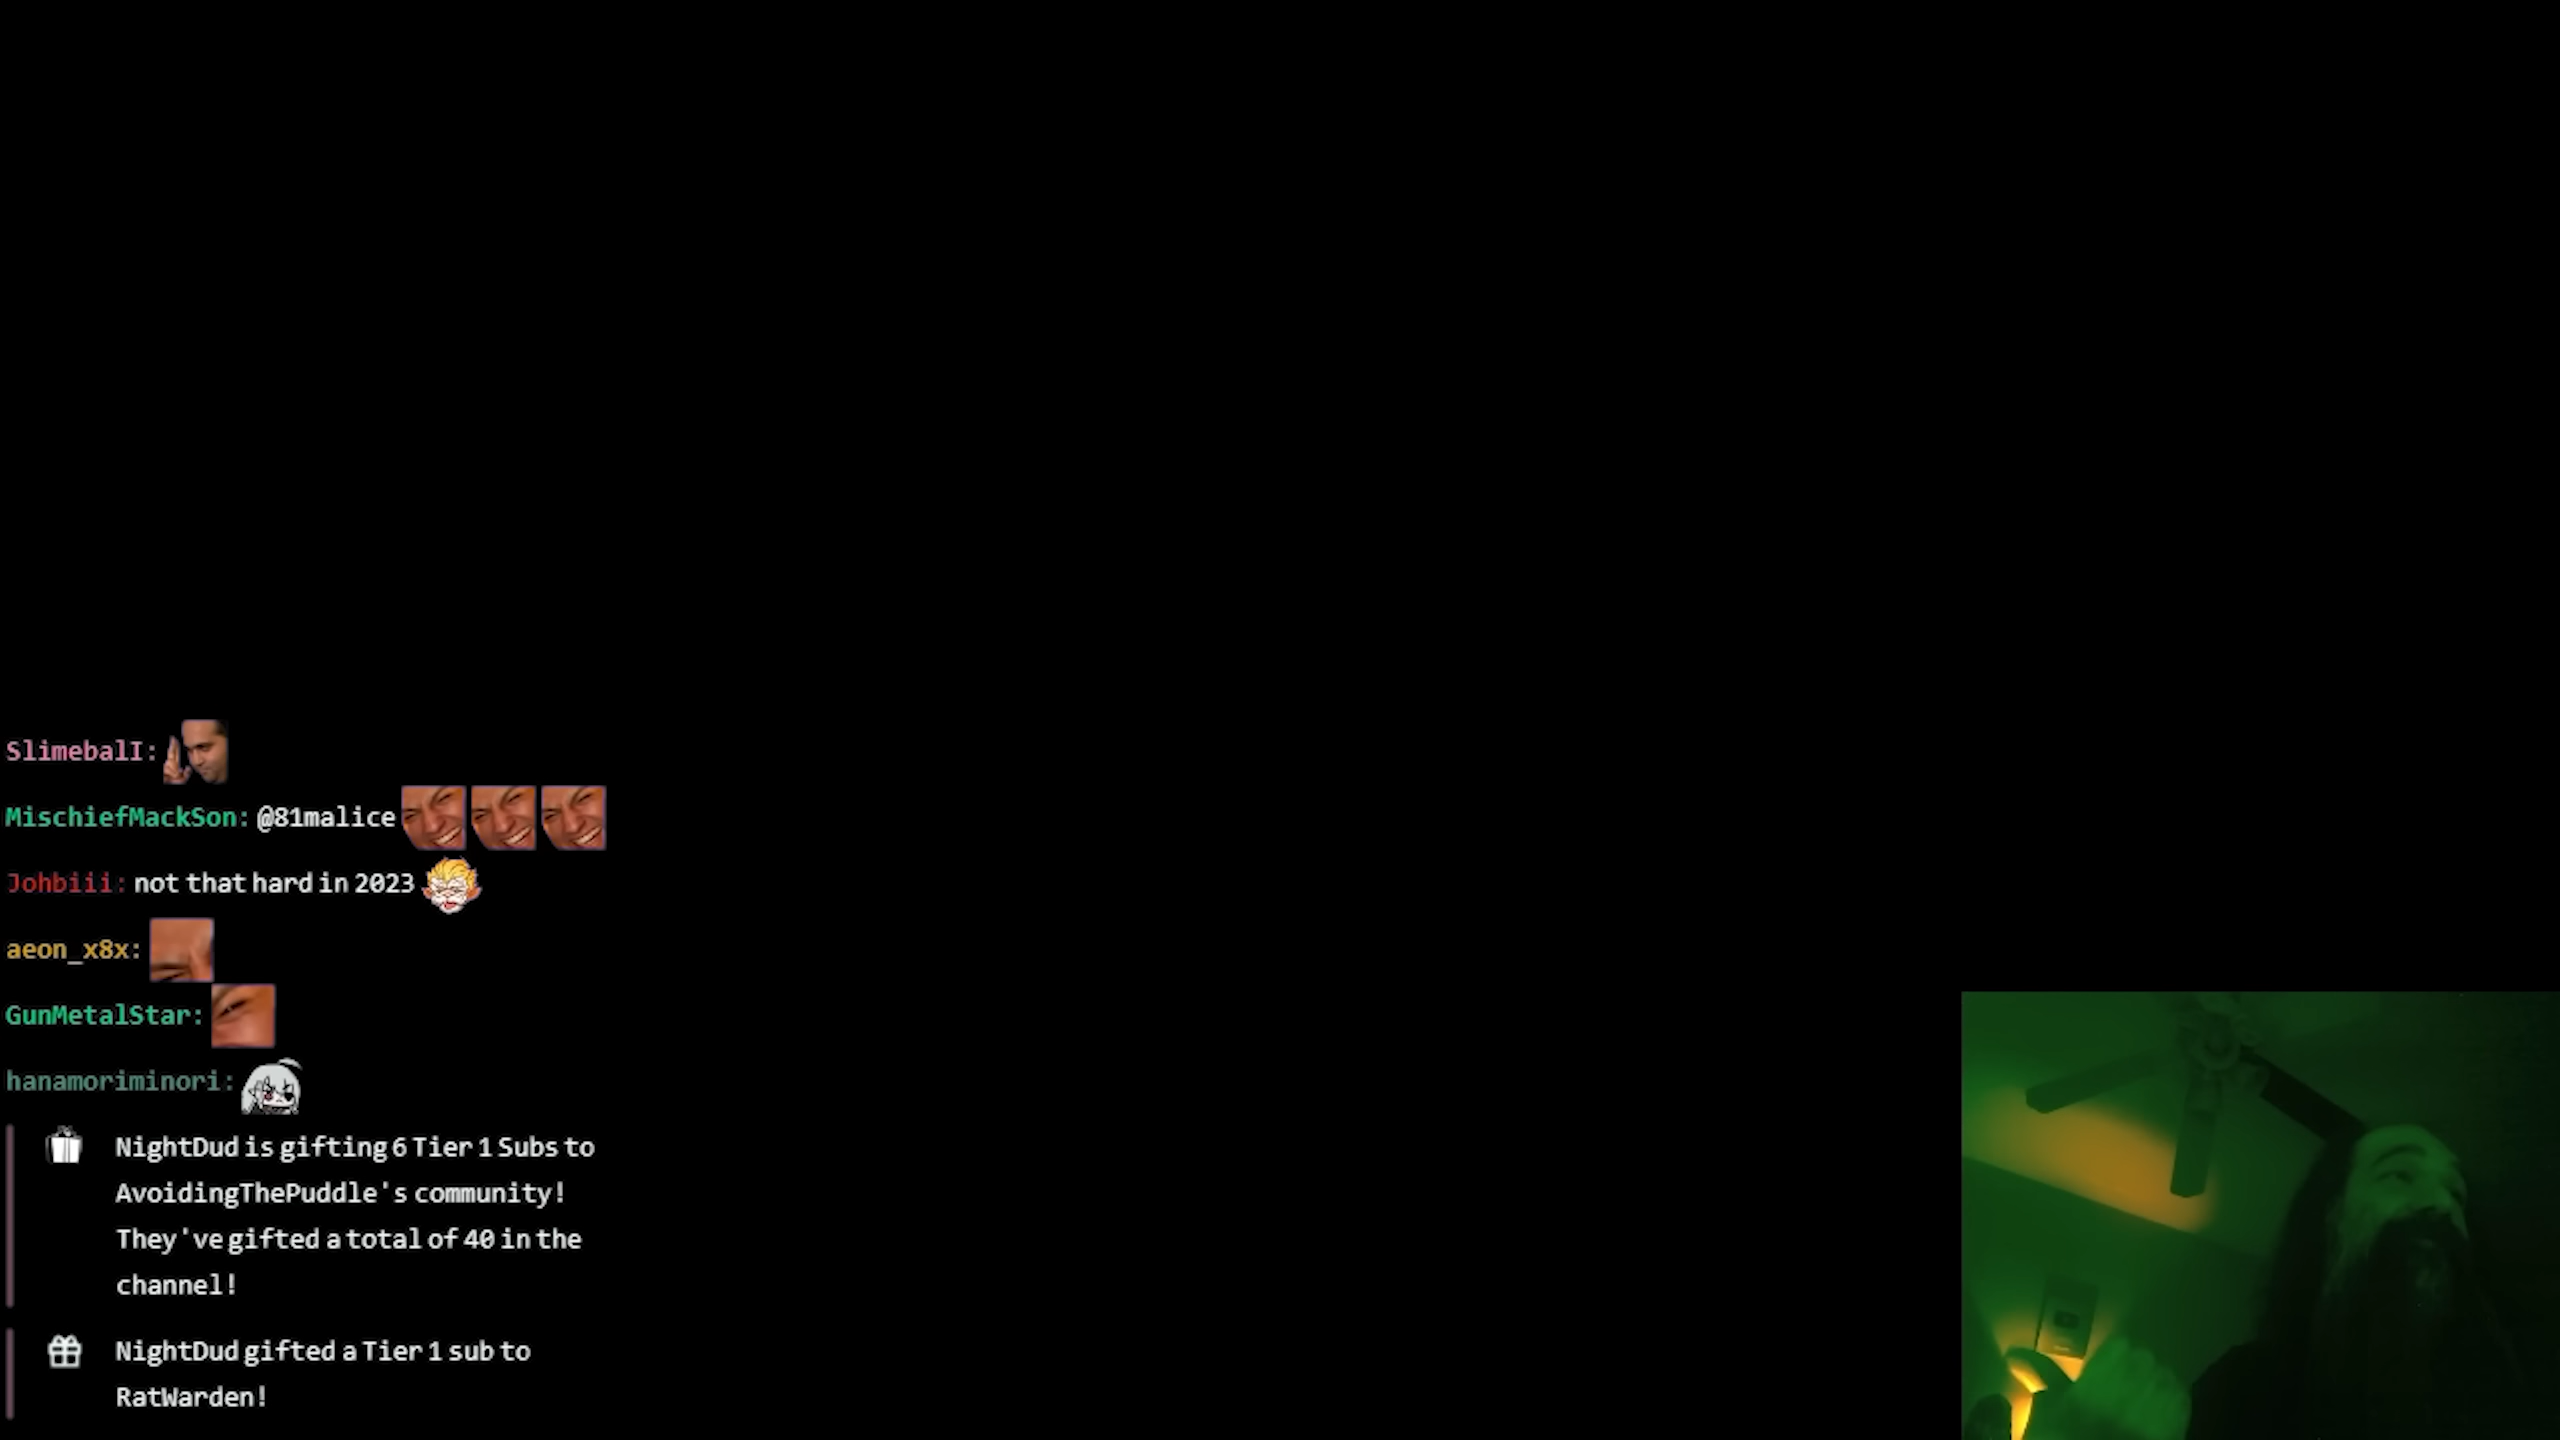 SlimebalI:
MischiefMackSon: @81malice
Johbiii: not that hard in 2023
aeon_x8x:
GunMetalStar:
hanamoriminori:
NightDud is gifting 6 Tier 1 Subs to
AvoidingThePuddle's community!
They've gifted a total of 40 in the
channel!
NightDud gifted a Tier 1 sub to
RatWarden!